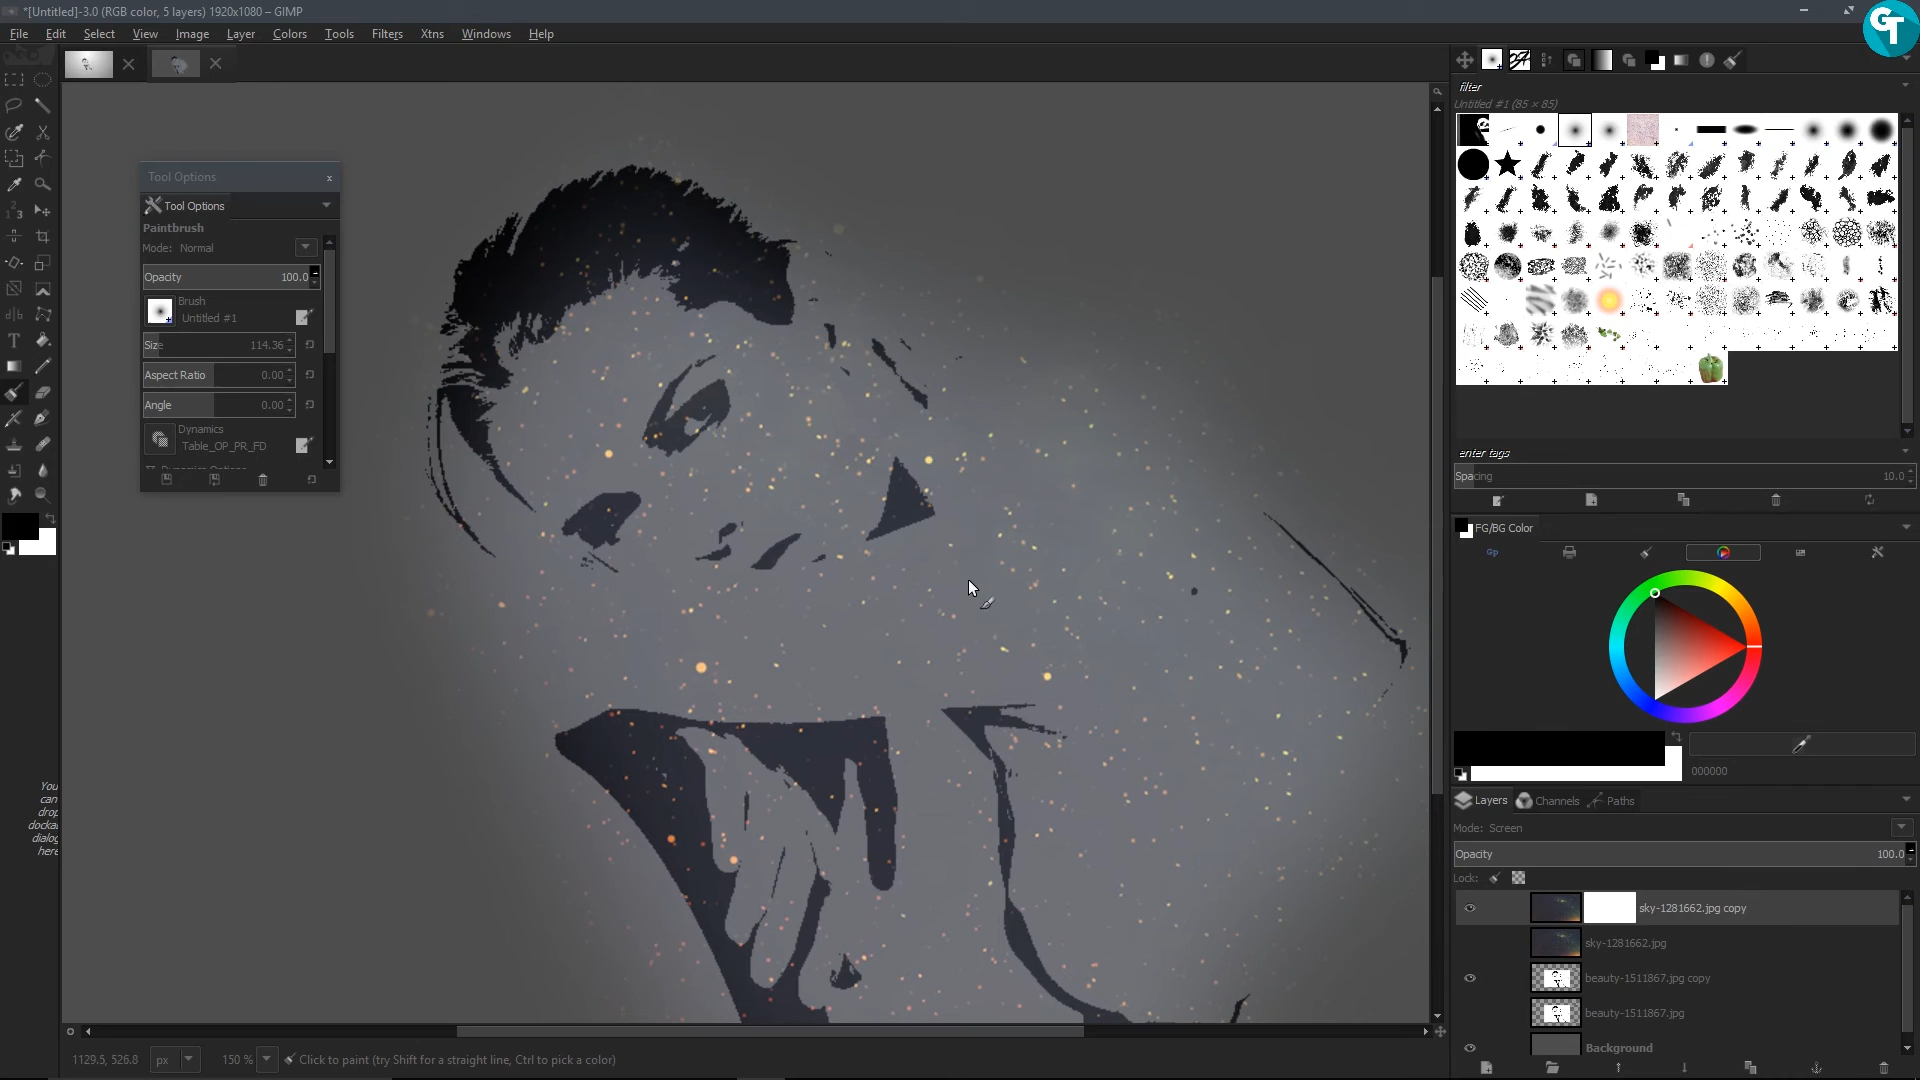 *[Untitled]-3.0 (RGB color, 5 layers) 1920x1080 – GIMP
GT
File Edit Select View Image Layer Colors Tools Filters Xtns Windows Help
filter
Untitled #1 (85 × 85)
Tool Options
x
Tool Options
Paintbrush
Mode: Normal
Opacity 100.0
Brush
Untitled #1
Size 114.36
Aspect Ratio 0.00
Angle 0.00
Dynamics
Table_OP_PR_FD
Dynamics Options
enter tags
Spacing 10.0
FG/BG Color
Gp
000000
You
can
drop
dockable
dialogs
here
Layers Channels Paths
Mode: Screen
Opacity 100.0
Lock:
sky-1281662.jpg copy
sky-1281662.jpg
beauty-1511867.jpg copy
beauty-1511867.jpg
Background
1129.5, 526.8 px 150 % Click to paint (try Shift for a straight line, Ctrl to pick a color)